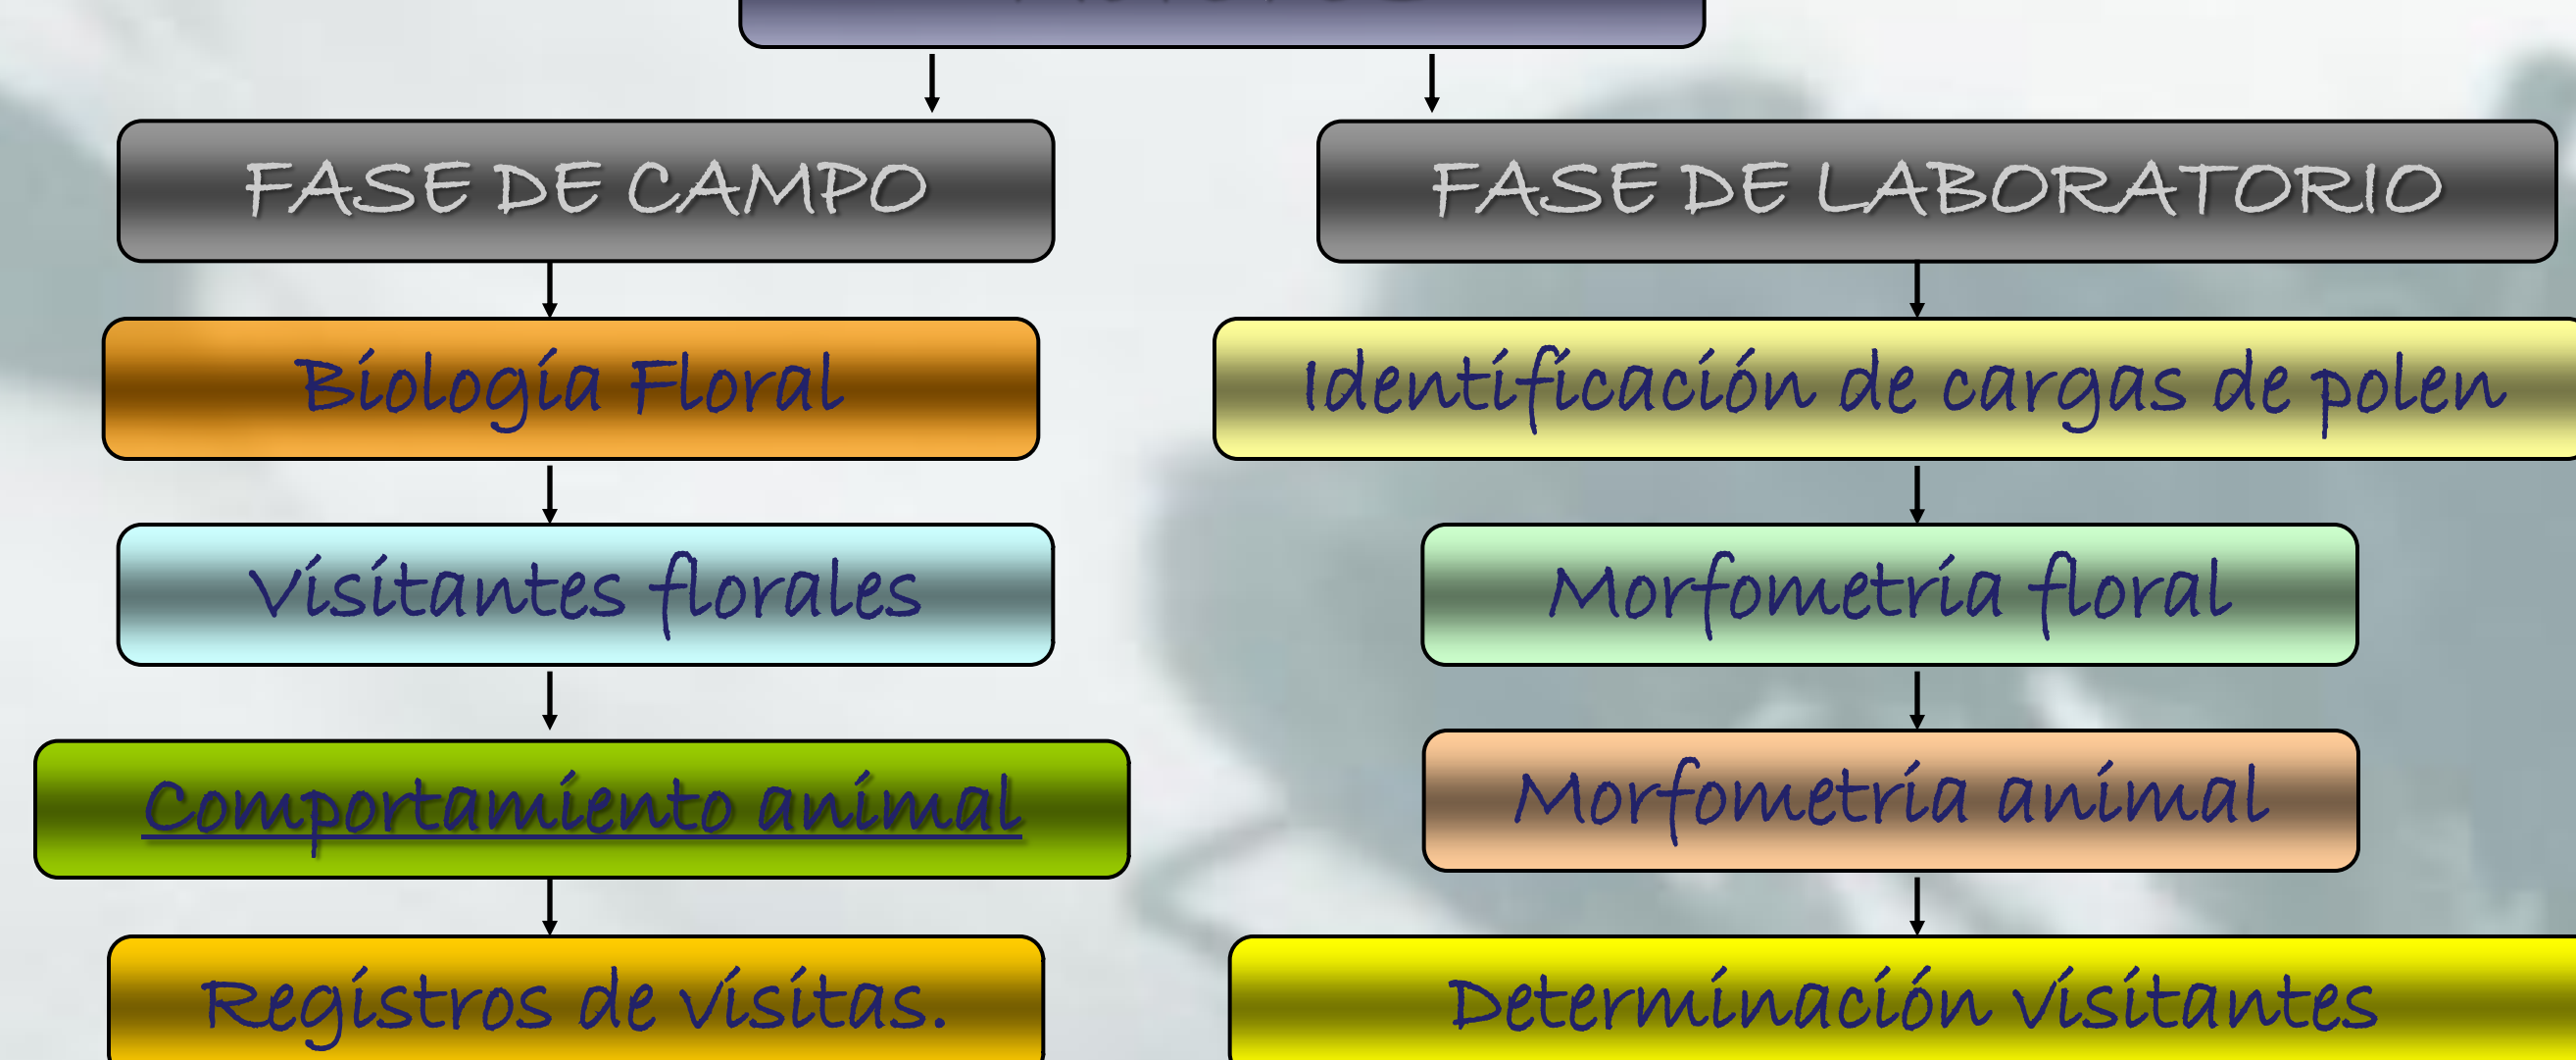 FASE DE CAMPO
FASE DE LABORATORIO
Biología Floral
Identificación de cargas de polen
Visitantes florales
Morfometría floral
Comportamiento animal
Morfometría animal
Registros de visitas.
Determinación visitantes